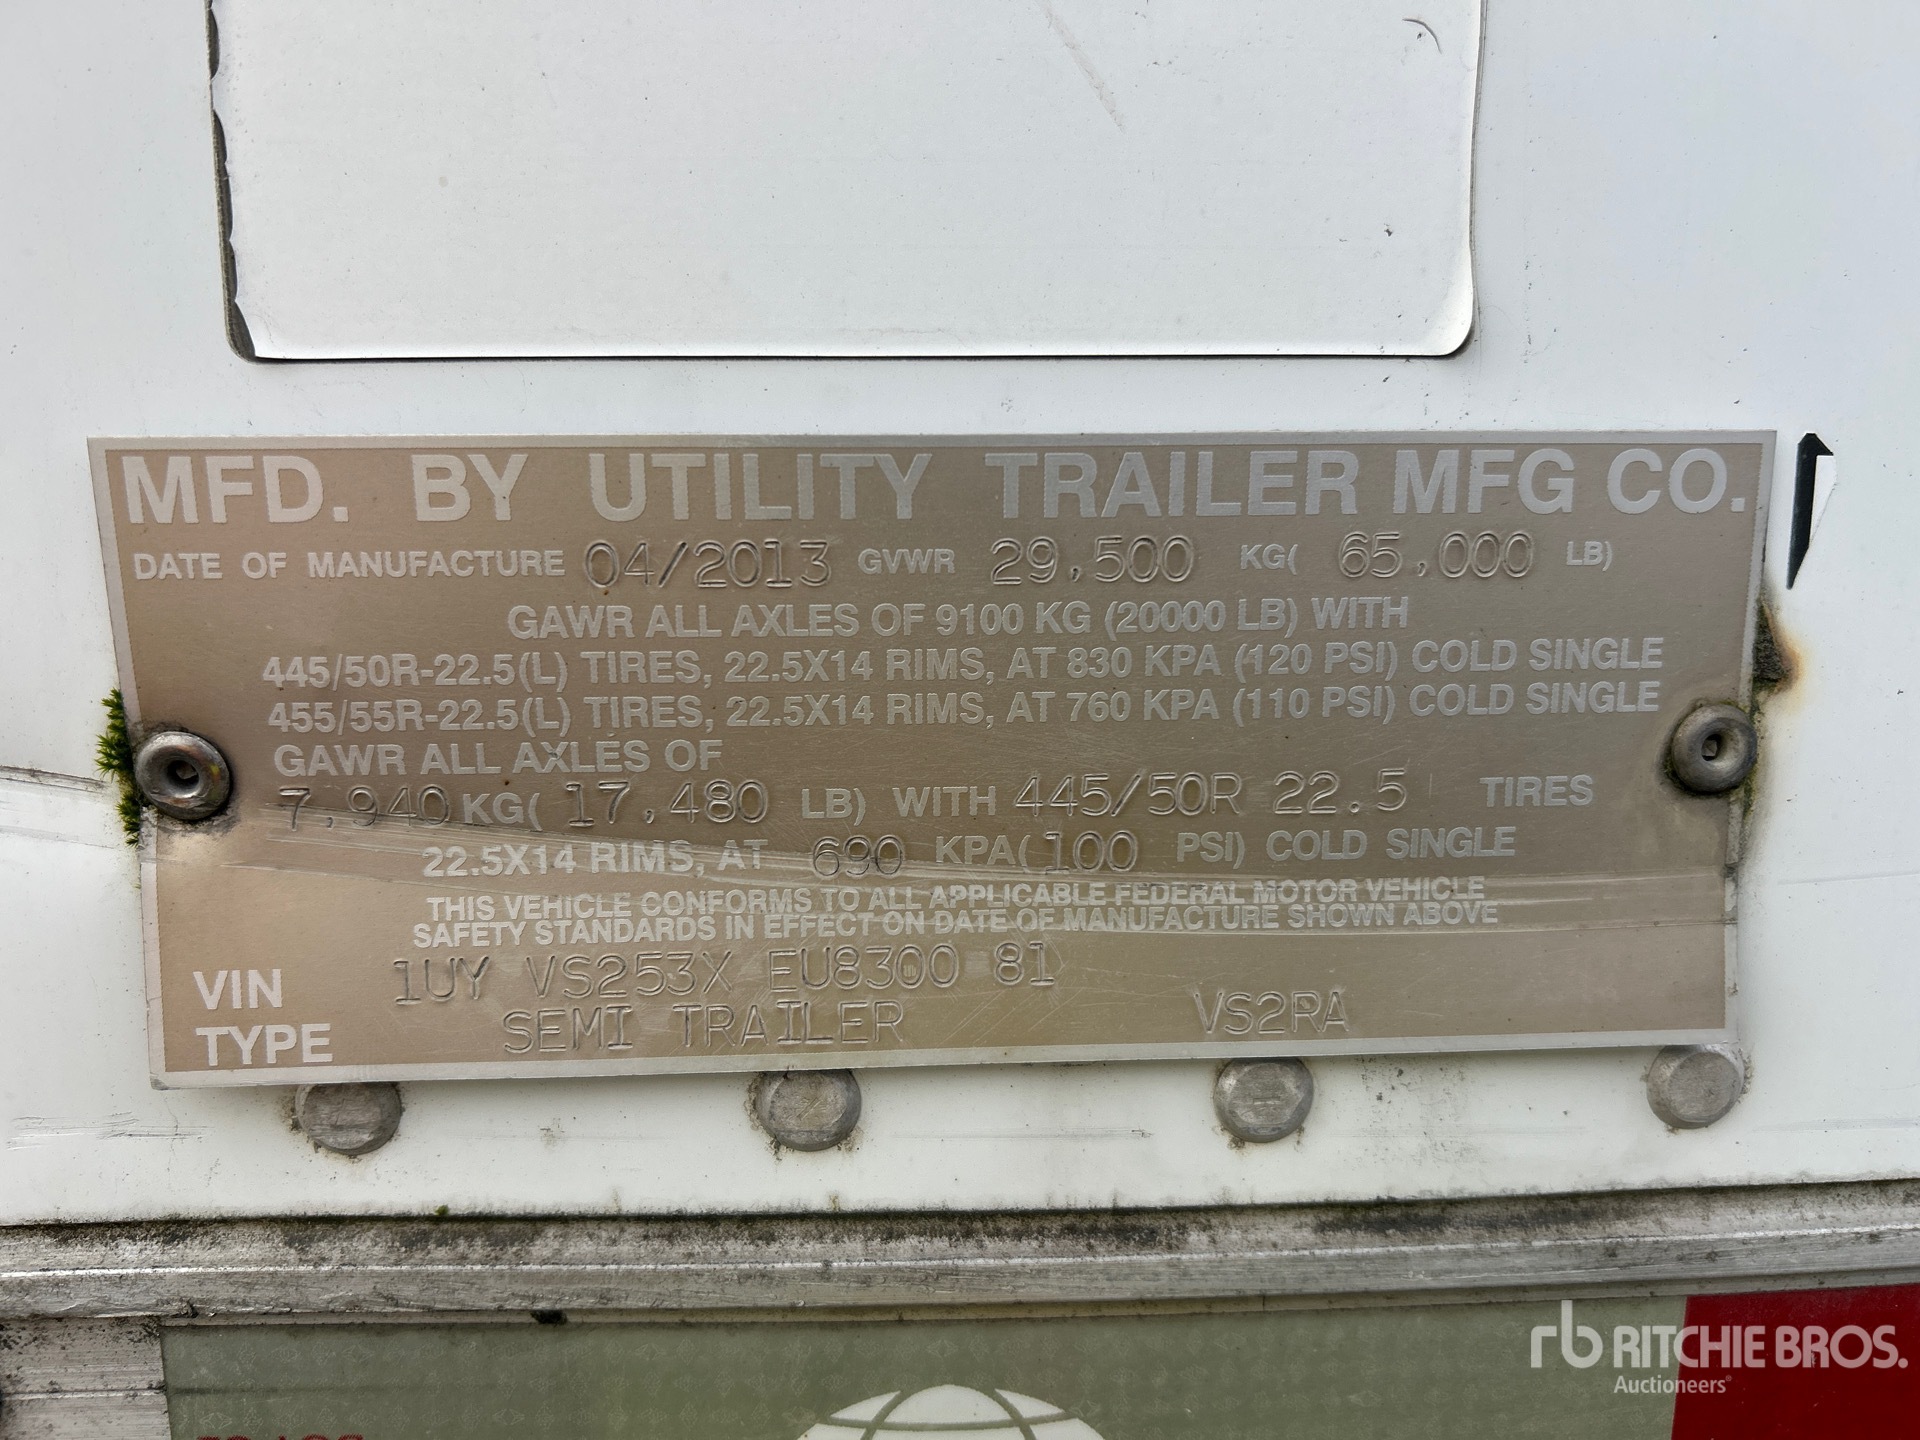 MFD. BY UTILITY TRAILER MFG CO.
DATE OF MANUFACTURE 04/2013 GVWR 29,500 KG( 65,000 LB)
GAWR ALL AXLES OF 9100 KG (20000 LB) WITH
445/50R-22.5(L) TIRES, 22.5X14 RIMS, AT 830 KPA (120 PSI) COLD SINGLE
455/55R-22.5(L) TIRES, 22.5X14 RIMS, AT 760 KPA (110 PSI) COLD SINGLE
GAWR ALL AXLES OF
7,940 KG( 17,480 LB) WITH 445/50R 22.5 TIRES
22.5X14 RIMS, AT 690 KPA( 100 PSI) COLD SINGLE
THIS VEHICLE CONFORMS TO ALL APPLICABLE FEDERAL MOTOR VEHICLE
SAFETY STANDARDS IN EFFECT ON DATE OF MANUFACTURE SHOWN ABOVE
VIN 1UY VS253X EU8300 81
TYPE SEMI TRAILER VS2RA
rb RITCHIE BROS.
Auctioneers